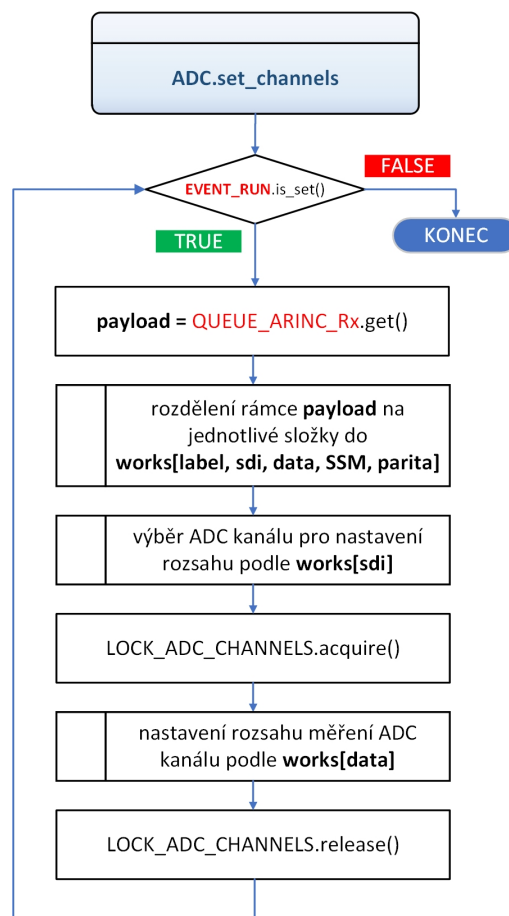 ADC.set_channels
EVENT_RUN.is_set()
FALSE
KONEC
TRUE
payload = QUEUE_ARINC_Rx.get()
rozdělení rámce payload na
jednotlivé složky do
works[label, sdi, data, SSM, parita]
výběr ADC kanálu pro nastavení
rozsahu podle works[sdi]
LOCK_ADC_CHANNELS.acquire()
nastavení rozsahu měření ADC
kanálu podle works[data]
LOCK_ADC_CHANNELS.release()